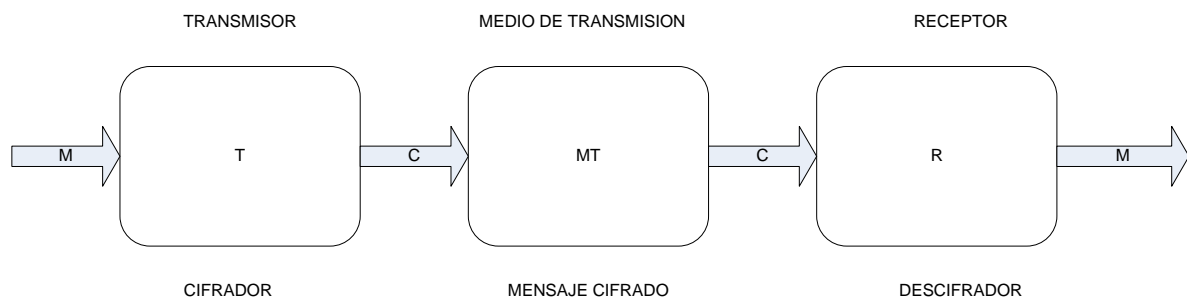 TRANSMISOR
MEDIO DE TRANSMISION
RECEPTOR
M
T
C
MT
C
R
M
CIFRADOR
MENSAJE CIFRADO
DESCIFRADOR